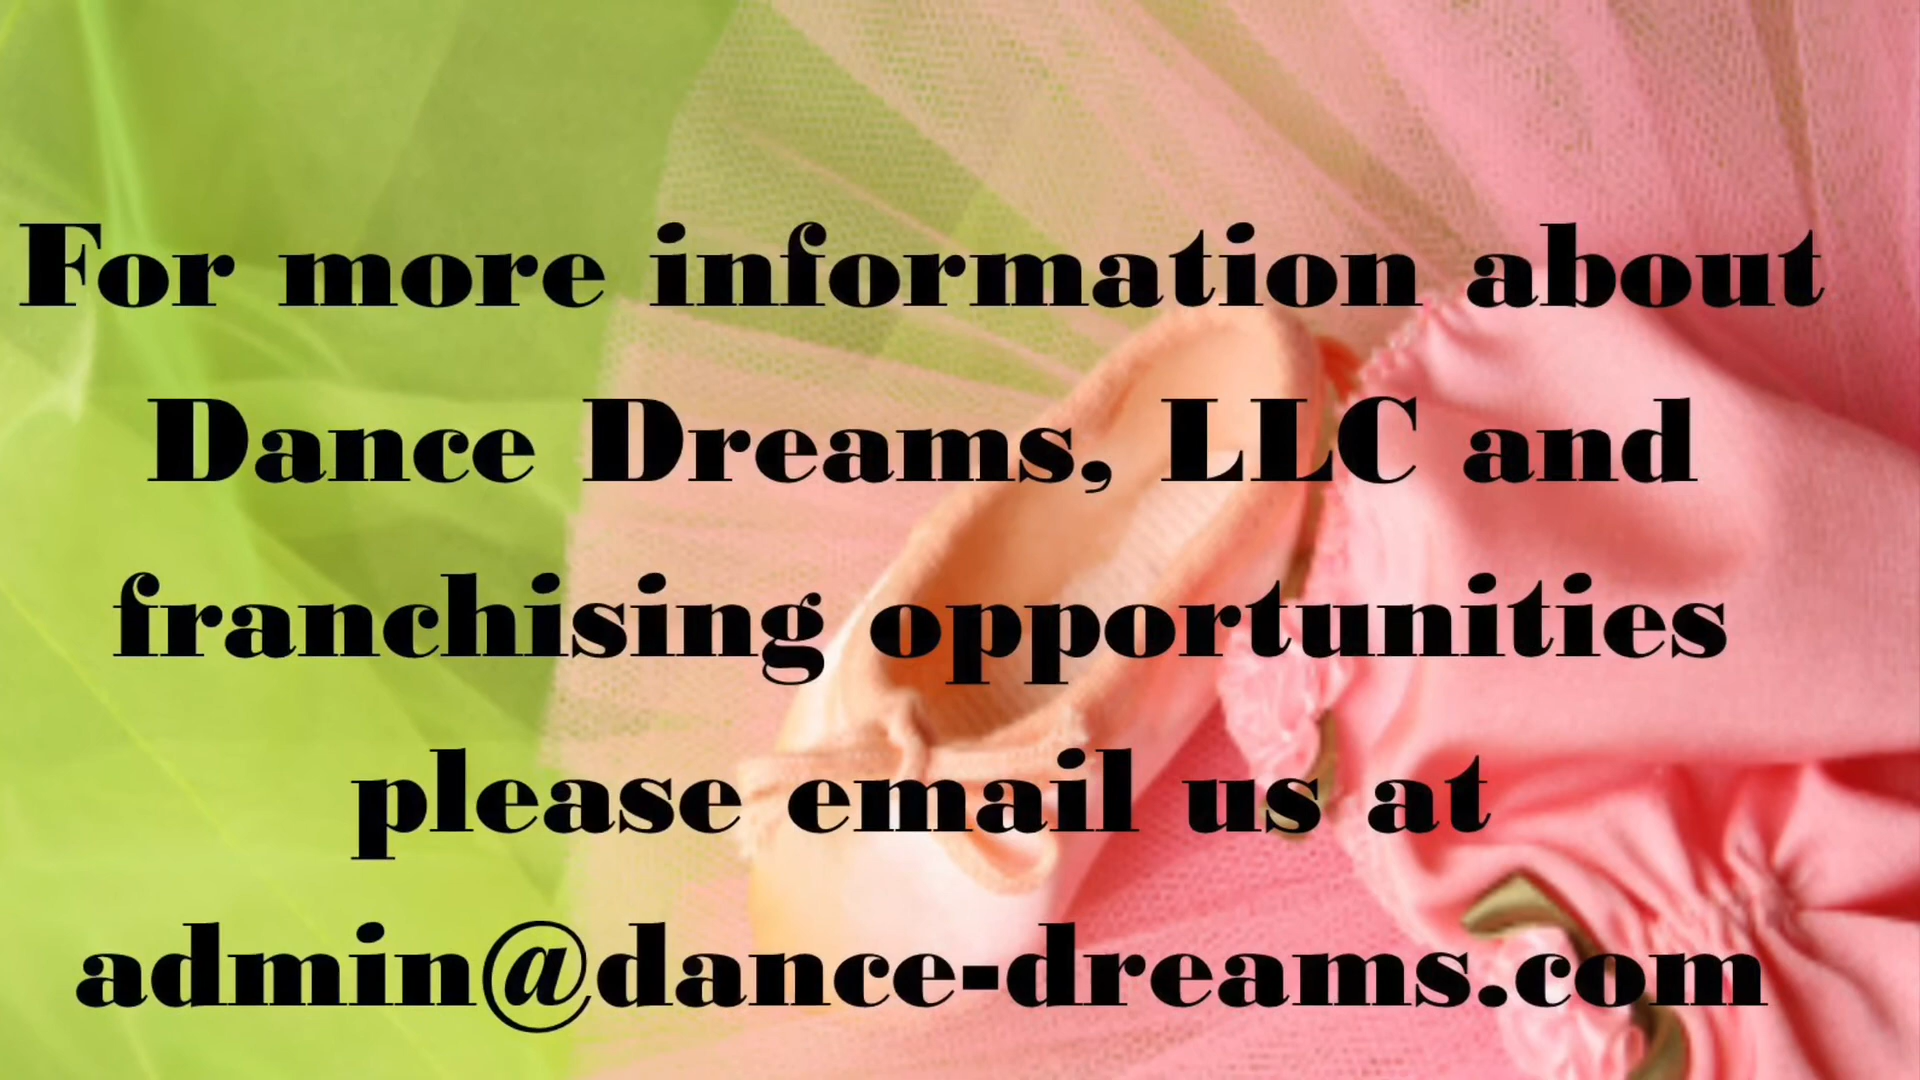 For more information about
Dance Dreams, LLC and
franchising opportunities
please email us at
admin@dance-dreams.com